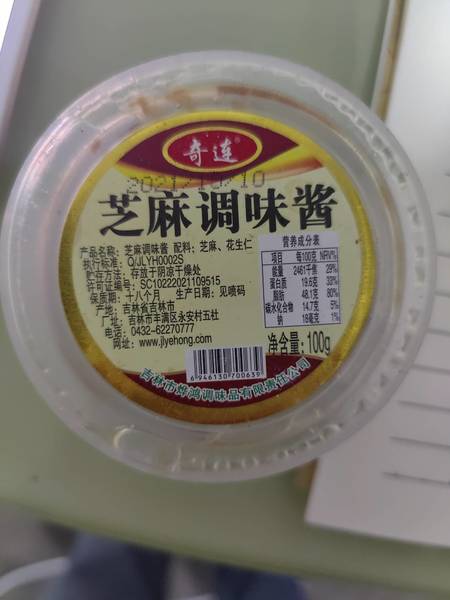 奇连®
2021/10/10
芝麻调味酱
产品名称: 芝麻调味酱 配料: 芝麻、花生仁
执行标准: Q/JLYH0002S
贮存方法: 存放于阴凉干燥处
许可证编号: SC10222021109515
保质期: 十八个月 生产日期: 见喷码
产地: 吉林省吉林市
厂址: 吉林市丰满区永安村五社
电话: 0432-62270777
网址: www.jlyehong.com
营养成分表
项目 每100克 NRV%
能量 2461千焦 29%
蛋白质 19.6克 33%
脂肪 48.1克 80%
碳水化合物 14.7克 5%
钠 18毫克 1%
净含量: 100g
6946130700639
吉林市烨鸿调味品有限责任公司